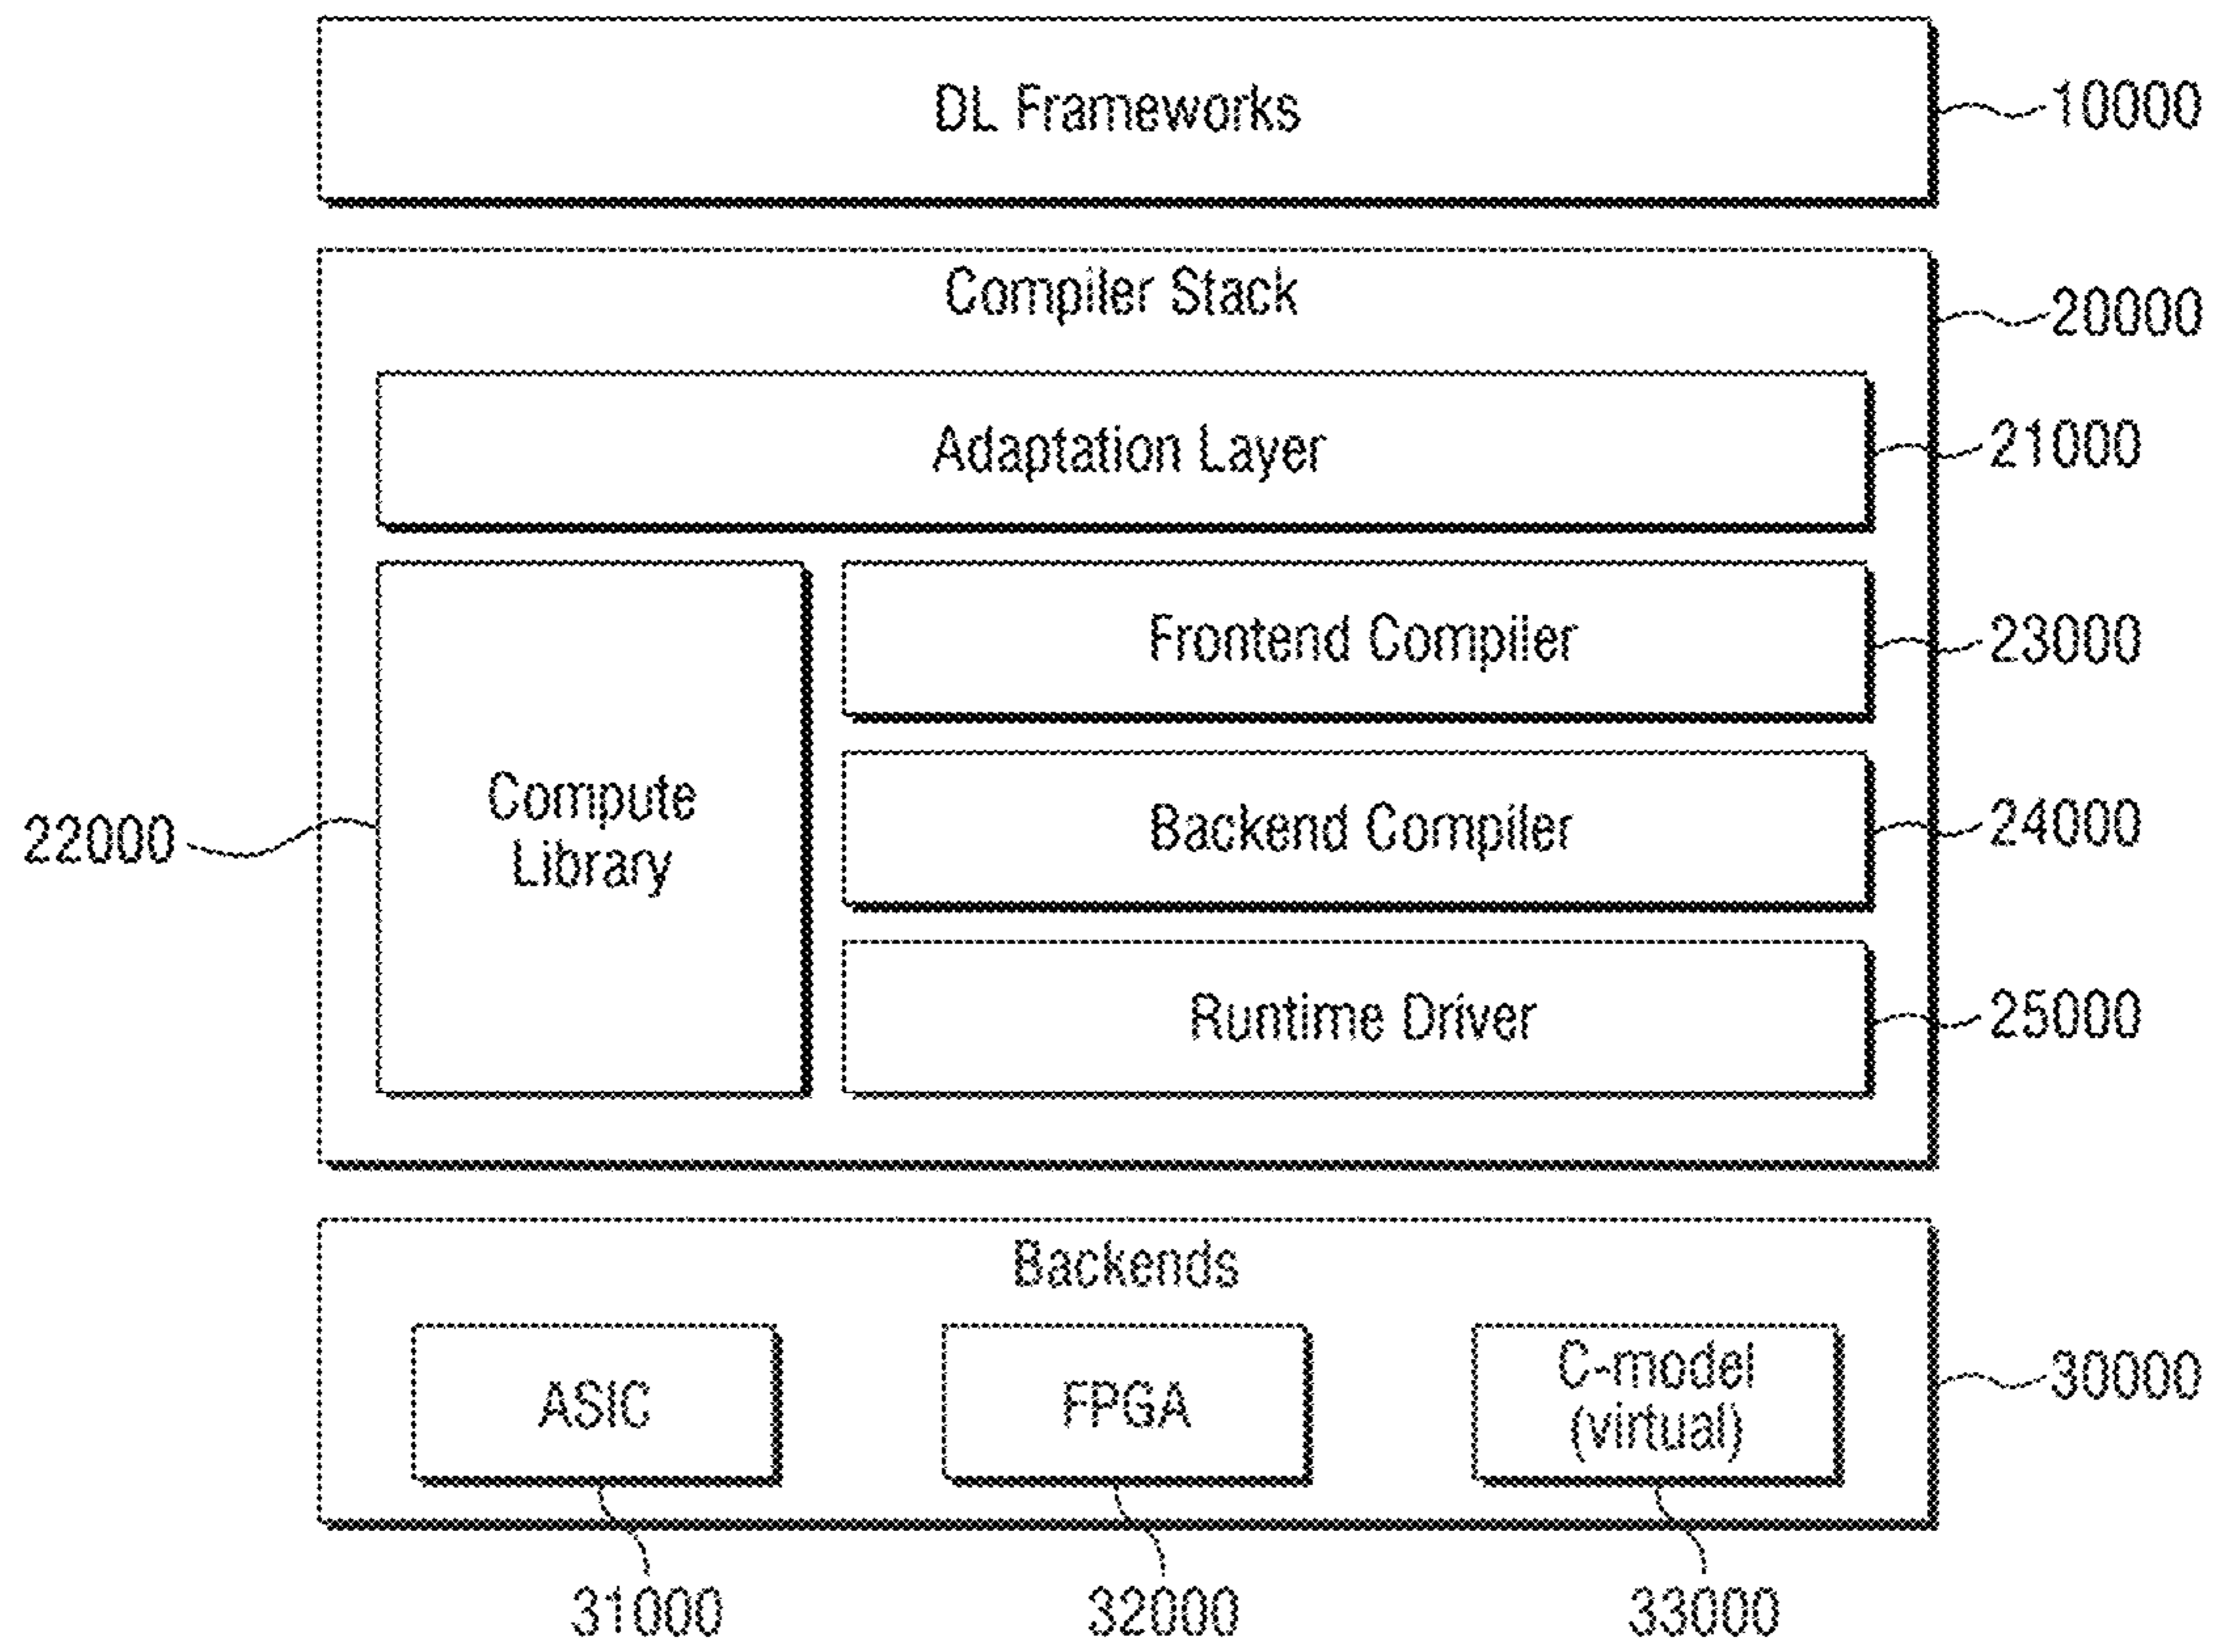 DL Frameworks
10000
Compiler Stack
20000
Adaptation Layer
21000
Frontend Compiler
23000
Compute
Library
22000
Backend Compiler
24000
Runtime Driver
25000
Backends
30000
ASIC
FPGA
C-model
(virtual)
31000
32000
33000